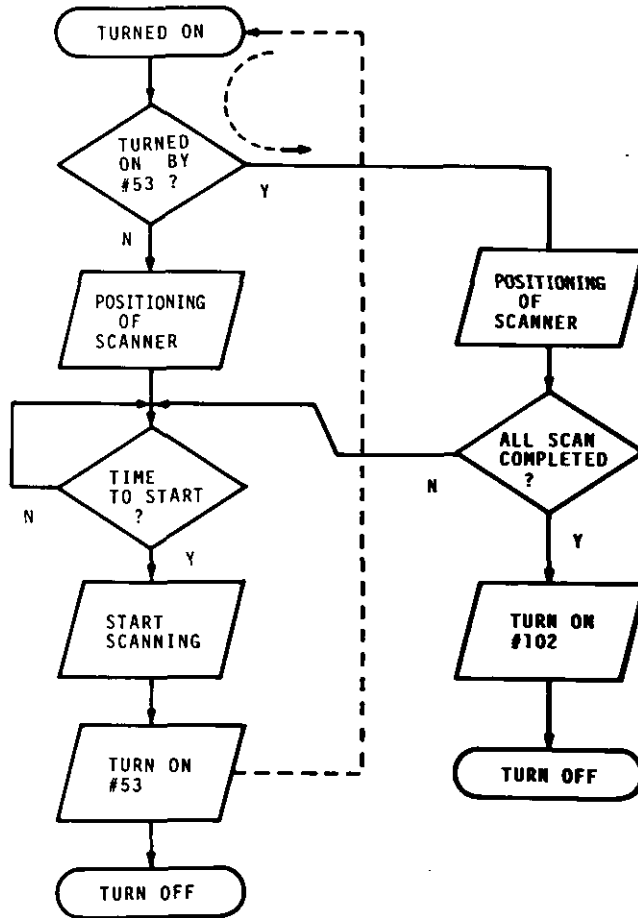 TURNED ON
TURNED
ON BY
#53 ?
Y
N
POSITIONING
OF
SCANNER
POSITIONING
OF
SCANNER
TIME
TO START
?
N
Y
ALL SCAN
COMPLETED
?
N
Y
START
SCANNING
TURN ON
#102
TURN ON
#53
TURN OFF
TURN OFF